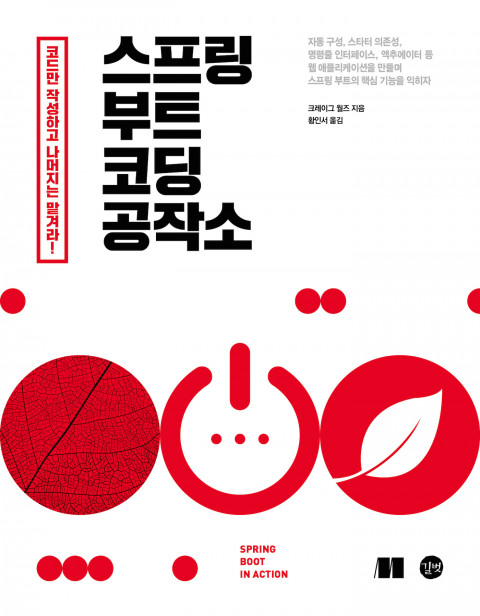 코드만 작성하고 나머지는 맡겨라!
스프링
부트
코딩
공작소
자동 구성, 스타터 의존성,
명령줄 인터페이스, 액추에이터 등
웹 애플리케이션을 만들며
스프링 부트의 핵심 기능을 익히자
크레이그 월즈 지음
황인서 옮김
SPRING
BOOT
IN ACTION
길벗